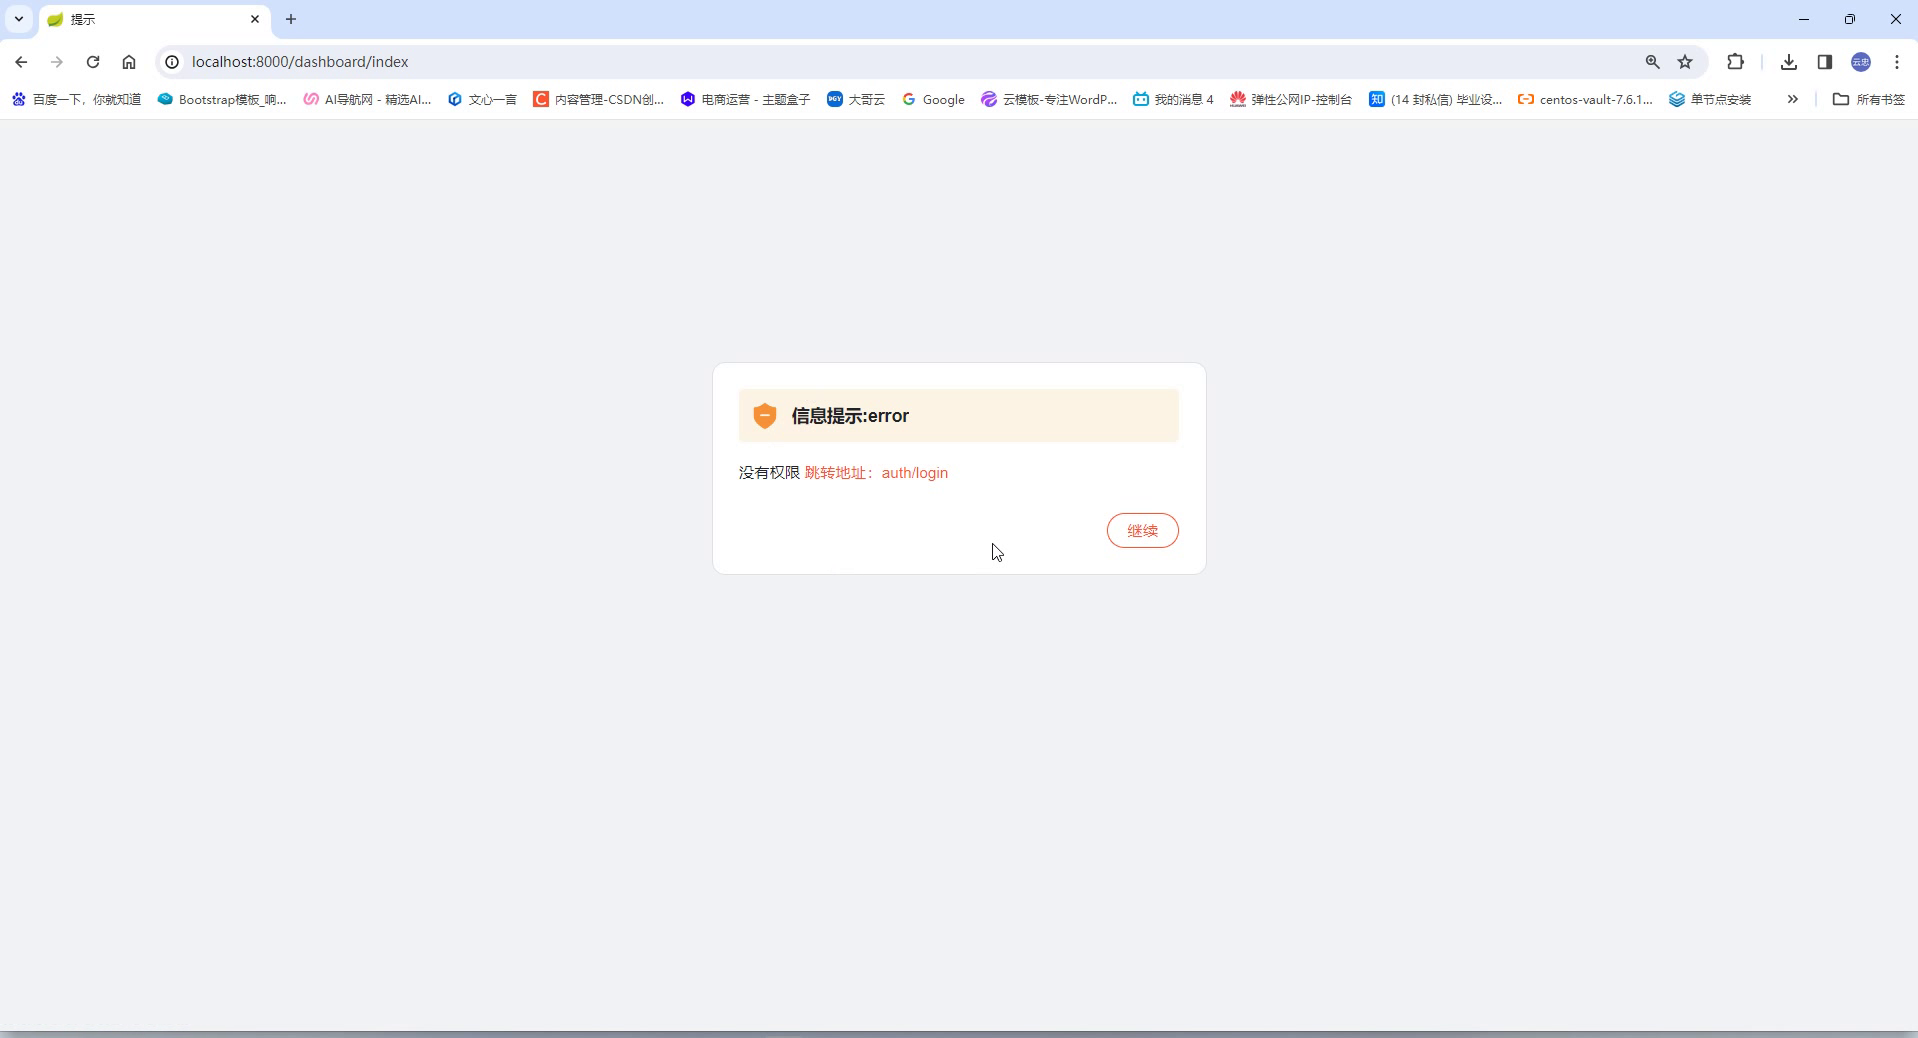 提示
localhost:8000/dashboard/index
百度一下，你就知道
Bootstrap模板_响...
AI导航网 - 精选AI...
文心一言
内容管理-CSDN创...
电商运营 - 主题盒子
大哥云
Google
云模板-专注WordP...
我的消息 4
弹性公网IP-控制台
(14 封私信) 毕业设...
centos-vault-7.6.1...
单节点安装
所有书签
信息提示:error
没有权限 跳转地址：auth/login
继续